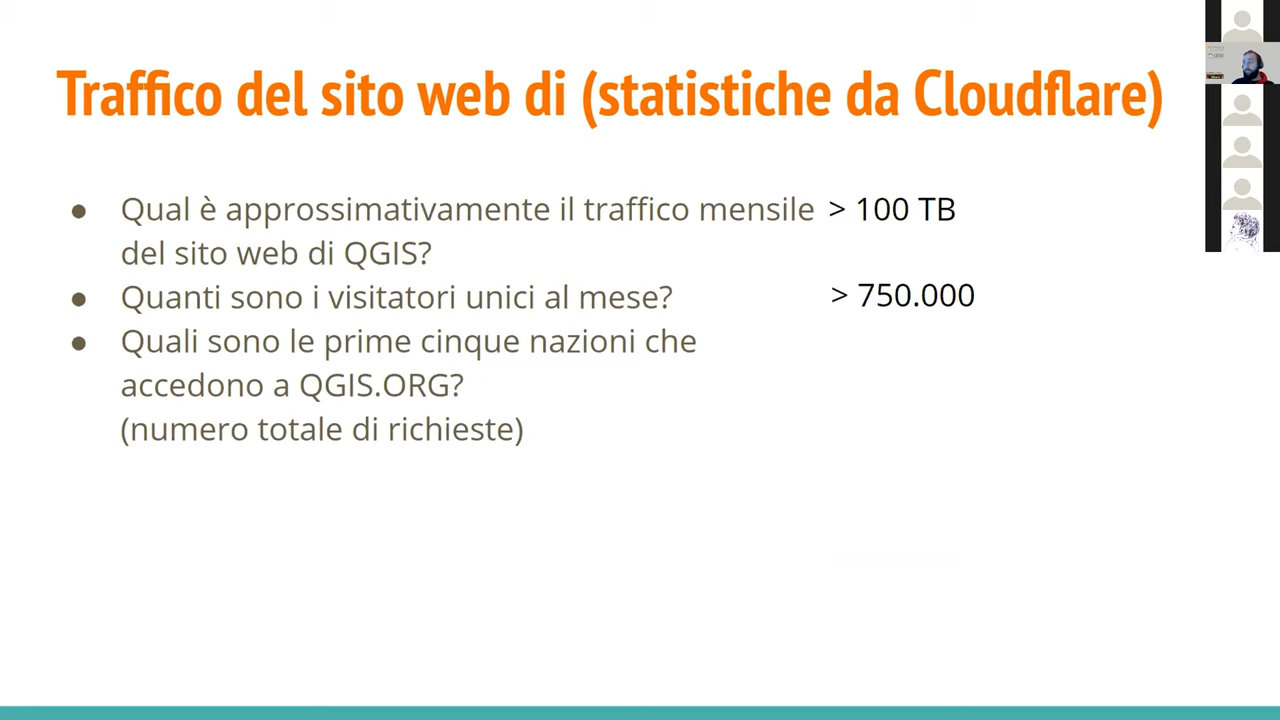 Traffico del sito web di (statistiche da Cloudflare)
● Qual è approssimativamente il traffico mensile > 100 TB
del sito web di QGIS?
● Quanti sono i visitatori unici al mese? > 750.000
● Quali sono le prime cinque nazioni che
accedono a QGIS.ORG?
(numero totale di richieste)